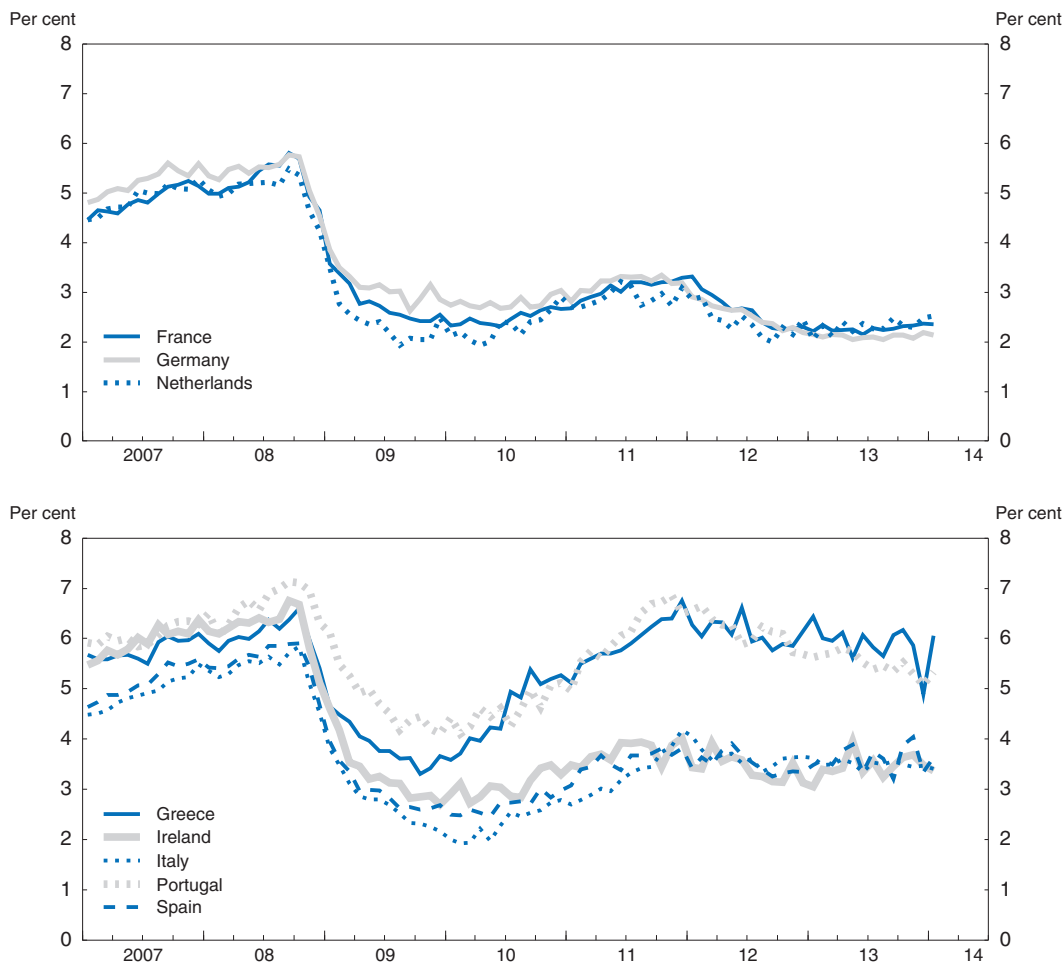 Per cent Per cent
8 8
7 7
6 6
5 5
4 4
3 3
2 2
1 1
0 0
France
Germany
Netherlands
2007 08 09 10 11 12 13 14
Per cent Per cent
8 8
7 7
6 6
5 5
4 4
3 3
2 2
1 1
0 0
Greece
Ireland
Italy
Portugal
Spain
2007 08 09 10 11 12 13 14